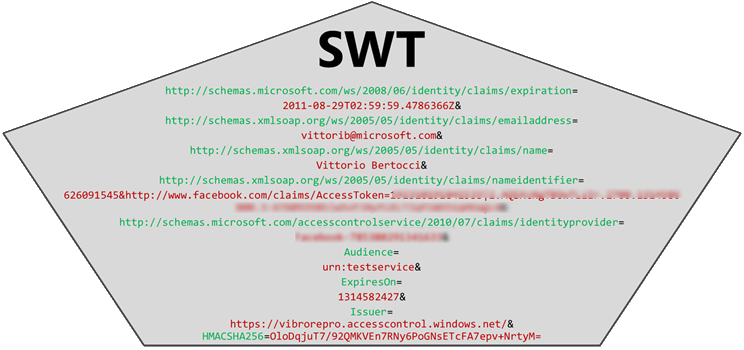 SWT
http://schemas.microsoft.com/ws/2008/06/identity/claims/expiration=
2011-08-29T02:59:59.4786366Z&
http://schemas.xmlsoap.org/ws/2005/05/identity/claims/emailaddress=
vittorib@microsoft.com&
http://schemas.xmlsoap.org/ws/2005/05/identity/claims/name=
Vittorio Bertocci&
http://schemas.xmlsoap.org/ws/2005/05/identity/claims/nameidentifier=
626091545&http://www.facebook.com/claims/AccessToken=
http://schemas.microsoft.com/accesscontrolservice/2010/07/claims/identityprovider=
Audience=
urn:testservice&
ExpiresOn=
1314582427&
Issuer=
https://vibrorepro.accesscontrol.windows.net/&
HMACSHA256=OloDqjuT7/92QMKVEn7RNy6PoGNsETcFA7epv+NrtyM=